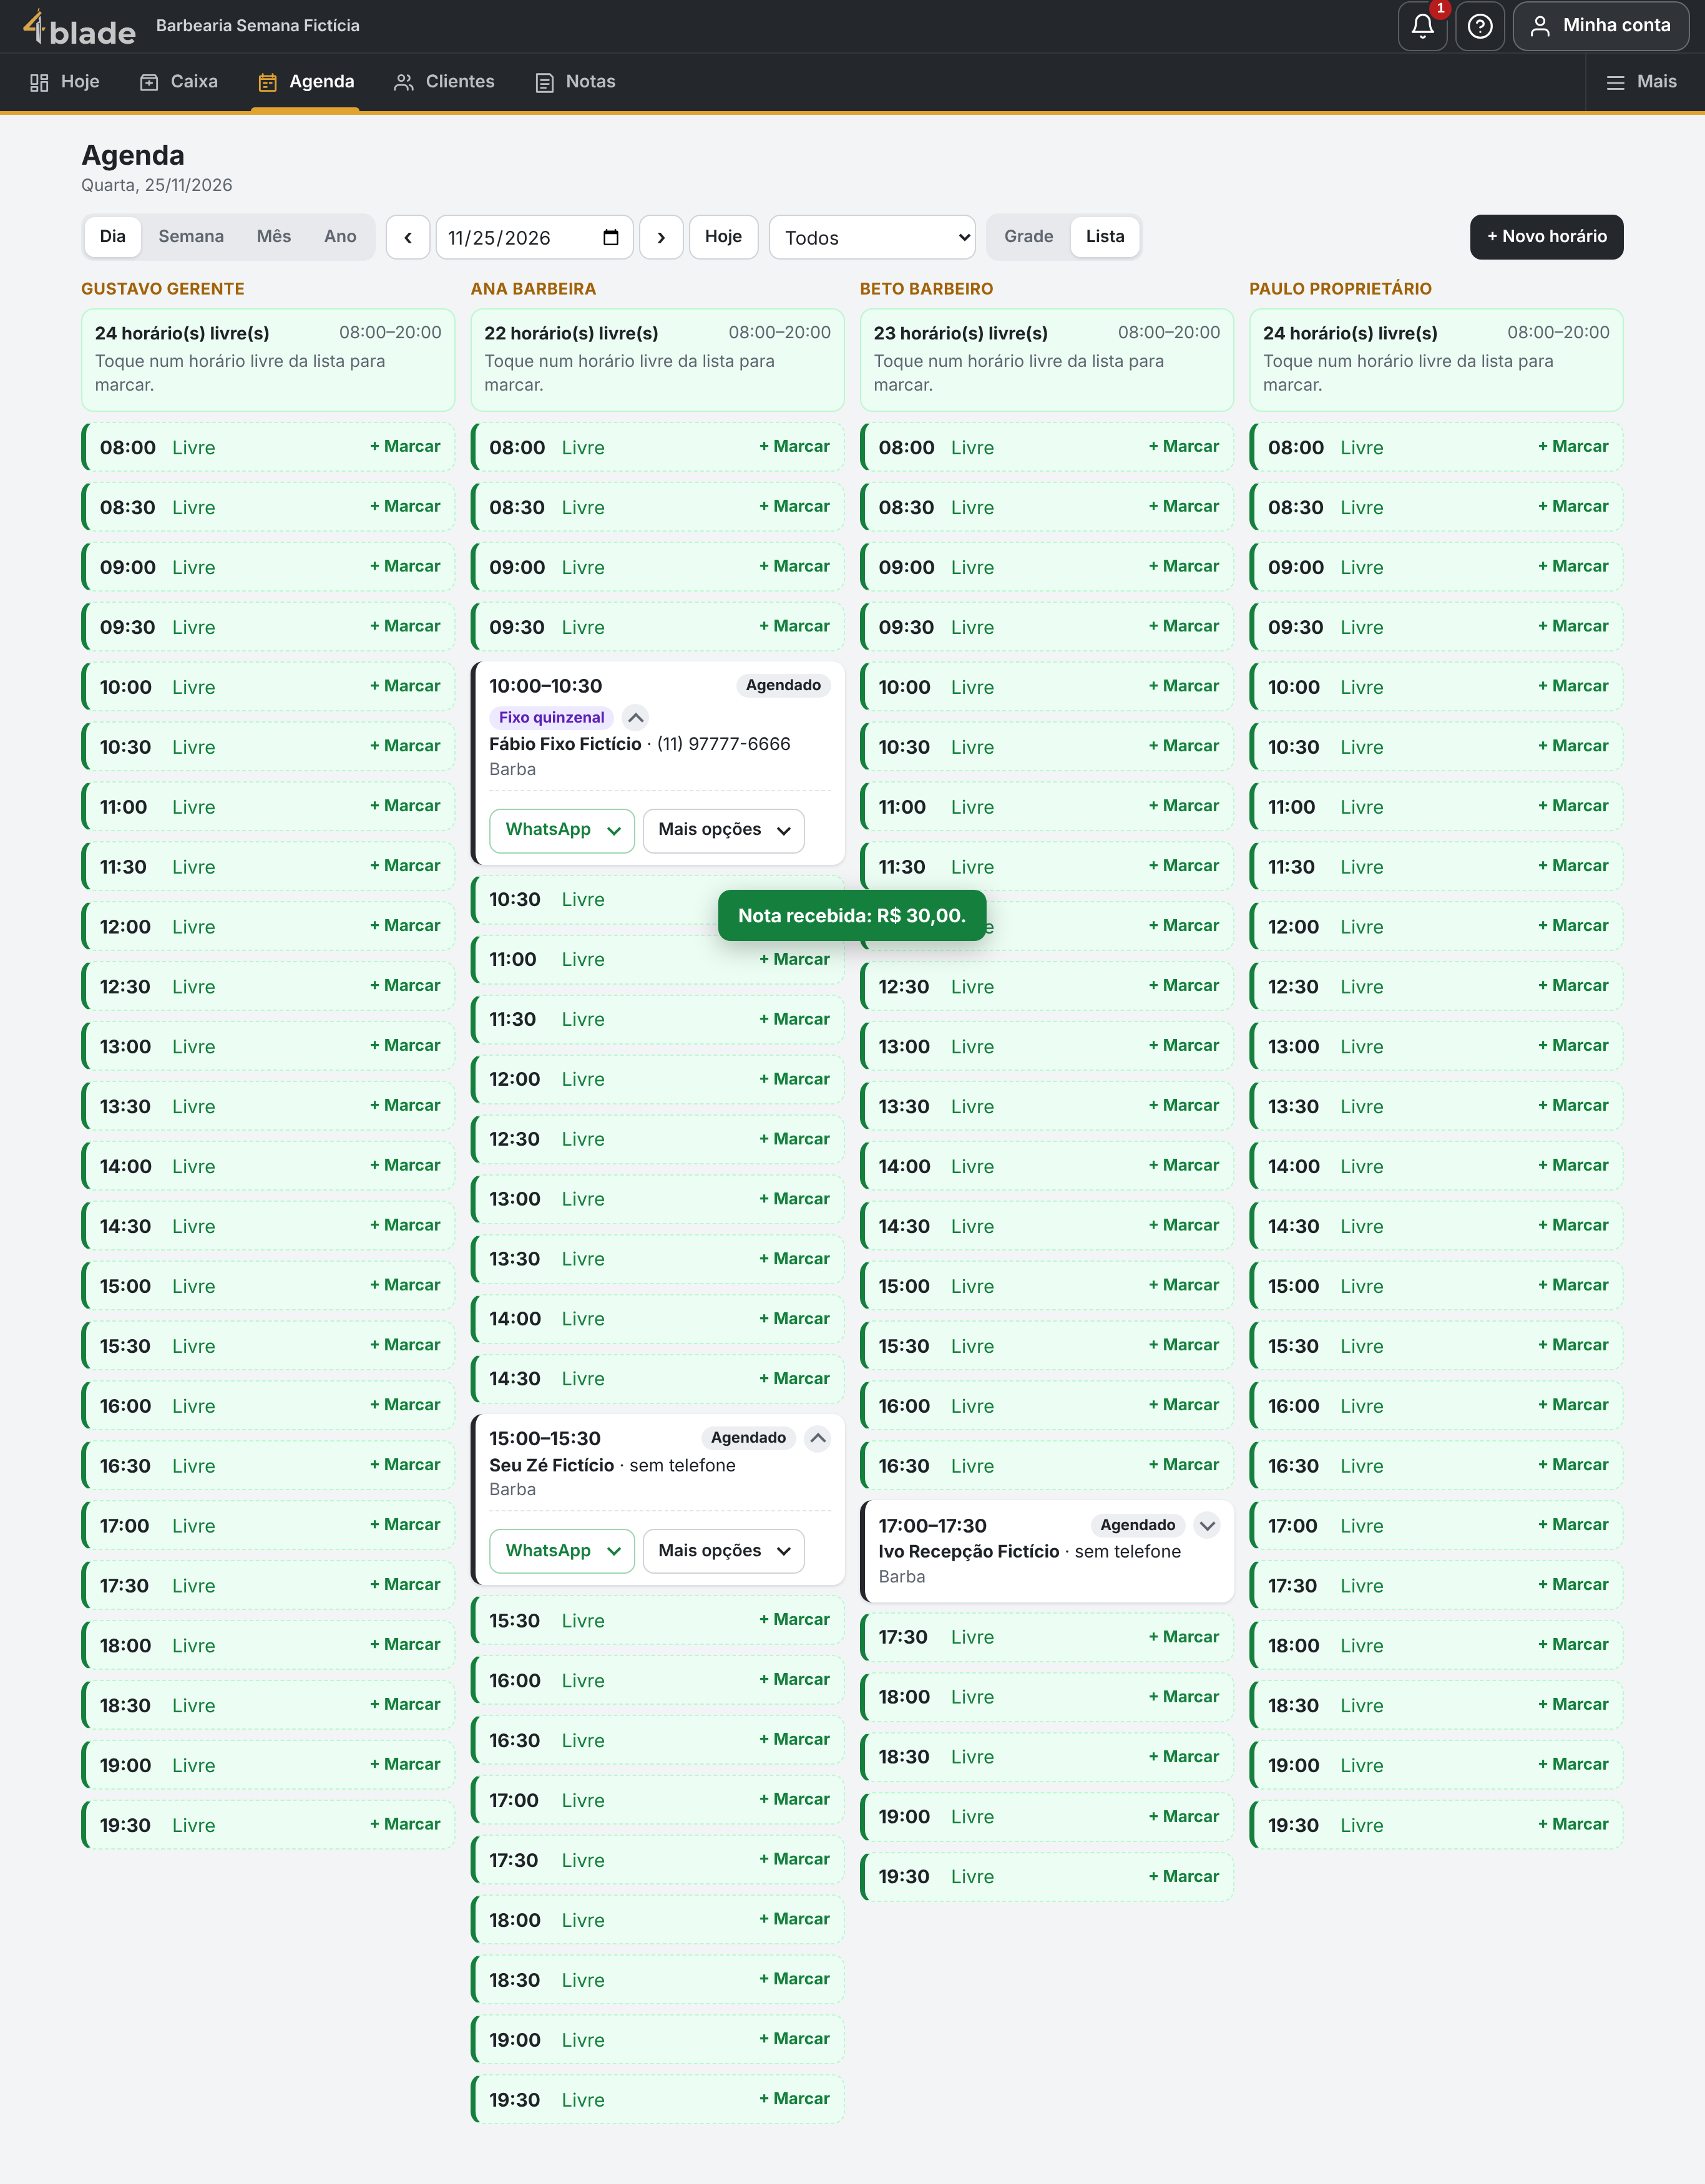 4blade
Barbearia Semana Fictícia
1
Minha conta
Hoje
Caixa
Agenda
Clientes
Notas
Mais
Agenda
Quarta, 25/11/2026
Dia
Semana
Mês
Ano
11/25/2026
Hoje
Todos
Grade
Lista
+ Novo horário
GUSTAVO GERENTE
24 horário(s) livre(s) 08:00–20:00
Toque num horário livre da lista para
marcar.
08:00 Livre + Marcar
08:30 Livre + Marcar
09:00 Livre + Marcar
09:30 Livre + Marcar
10:00 Livre + Marcar
10:30 Livre + Marcar
11:00 Livre + Marcar
11:30 Livre + Marcar
12:00 Livre + Marcar
12:30 Livre + Marcar
13:00 Livre + Marcar
13:30 Livre + Marcar
14:00 Livre + Marcar
14:30 Livre + Marcar
15:00 Livre + Marcar
15:30 Livre + Marcar
16:00 Livre + Marcar
16:30 Livre + Marcar
17:00 Livre + Marcar
17:30 Livre + Marcar
18:00 Livre + Marcar
18:30 Livre + Marcar
19:00 Livre + Marcar
19:30 Livre + Marcar
ANA BARBEIRA
22 horário(s) livre(s) 08:00–20:00
Toque num horário livre da lista para
marcar.
08:00 Livre + Marcar
08:30 Livre + Marcar
09:00 Livre + Marcar
09:30 Livre + Marcar
10:00–10:30 Agendado
Fixo quinzenal
Fábio Fixo Fictício · (11) 97777-6666
Barba
WhatsApp Mais opções
10:30 Livre
Nota recebida: R$ 30,00.
11:00 Livre + Marcar
11:30 Livre + Marcar
12:00 Livre + Marcar
12:30 Livre + Marcar
13:00 Livre + Marcar
13:30 Livre + Marcar
14:00 Livre + Marcar
14:30 Livre + Marcar
15:00–15:30 Agendado
Seu Zé Fictício · sem telefone
Barba
WhatsApp Mais opções
15:30 Livre + Marcar
16:00 Livre + Marcar
16:30 Livre + Marcar
17:00 Livre + Marcar
17:30 Livre + Marcar
18:00 Livre + Marcar
18:30 Livre + Marcar
19:00 Livre + Marcar
19:30 Livre + Marcar
BETO BARBEIRO
23 horário(s) livre(s) 08:00–20:00
Toque num horário livre da lista para
marcar.
08:00 Livre + Marcar
08:30 Livre + Marcar
09:00 Livre + Marcar
09:30 Livre + Marcar
10:00 Livre + Marcar
10:30 Livre + Marcar
11:00 Livre + Marcar
11:30 Livre + Marcar
+ Marcar
12:30 Livre + Marcar
13:00 Livre + Marcar
13:30 Livre + Marcar
14:00 Livre + Marcar
14:30 Livre + Marcar
15:00 Livre + Marcar
15:30 Livre + Marcar
16:00 Livre + Marcar
16:30 Livre + Marcar
17:00–17:30 Agendado
Ivo Recepção Fictício · sem telefone
Barba
17:30 Livre + Marcar
18:00 Livre + Marcar
18:30 Livre + Marcar
19:00 Livre + Marcar
19:30 Livre + Marcar
PAULO PROPRIETÁRIO
24 horário(s) livre(s) 08:00–20:00
Toque num horário livre da lista para
marcar.
08:00 Livre + Marcar
08:30 Livre + Marcar
09:00 Livre + Marcar
09:30 Livre + Marcar
10:00 Livre + Marcar
10:30 Livre + Marcar
11:00 Livre + Marcar
11:30 Livre + Marcar
12:00 Livre + Marcar
12:30 Livre + Marcar
13:00 Livre + Marcar
13:30 Livre + Marcar
14:00 Livre + Marcar
14:30 Livre + Marcar
15:00 Livre + Marcar
15:30 Livre + Marcar
16:00 Livre + Marcar
16:30 Livre + Marcar
17:00 Livre + Marcar
17:30 Livre + Marcar
18:00 Livre + Marcar
18:30 Livre + Marcar
19:00 Livre + Marcar
19:30 Livre + Marcar